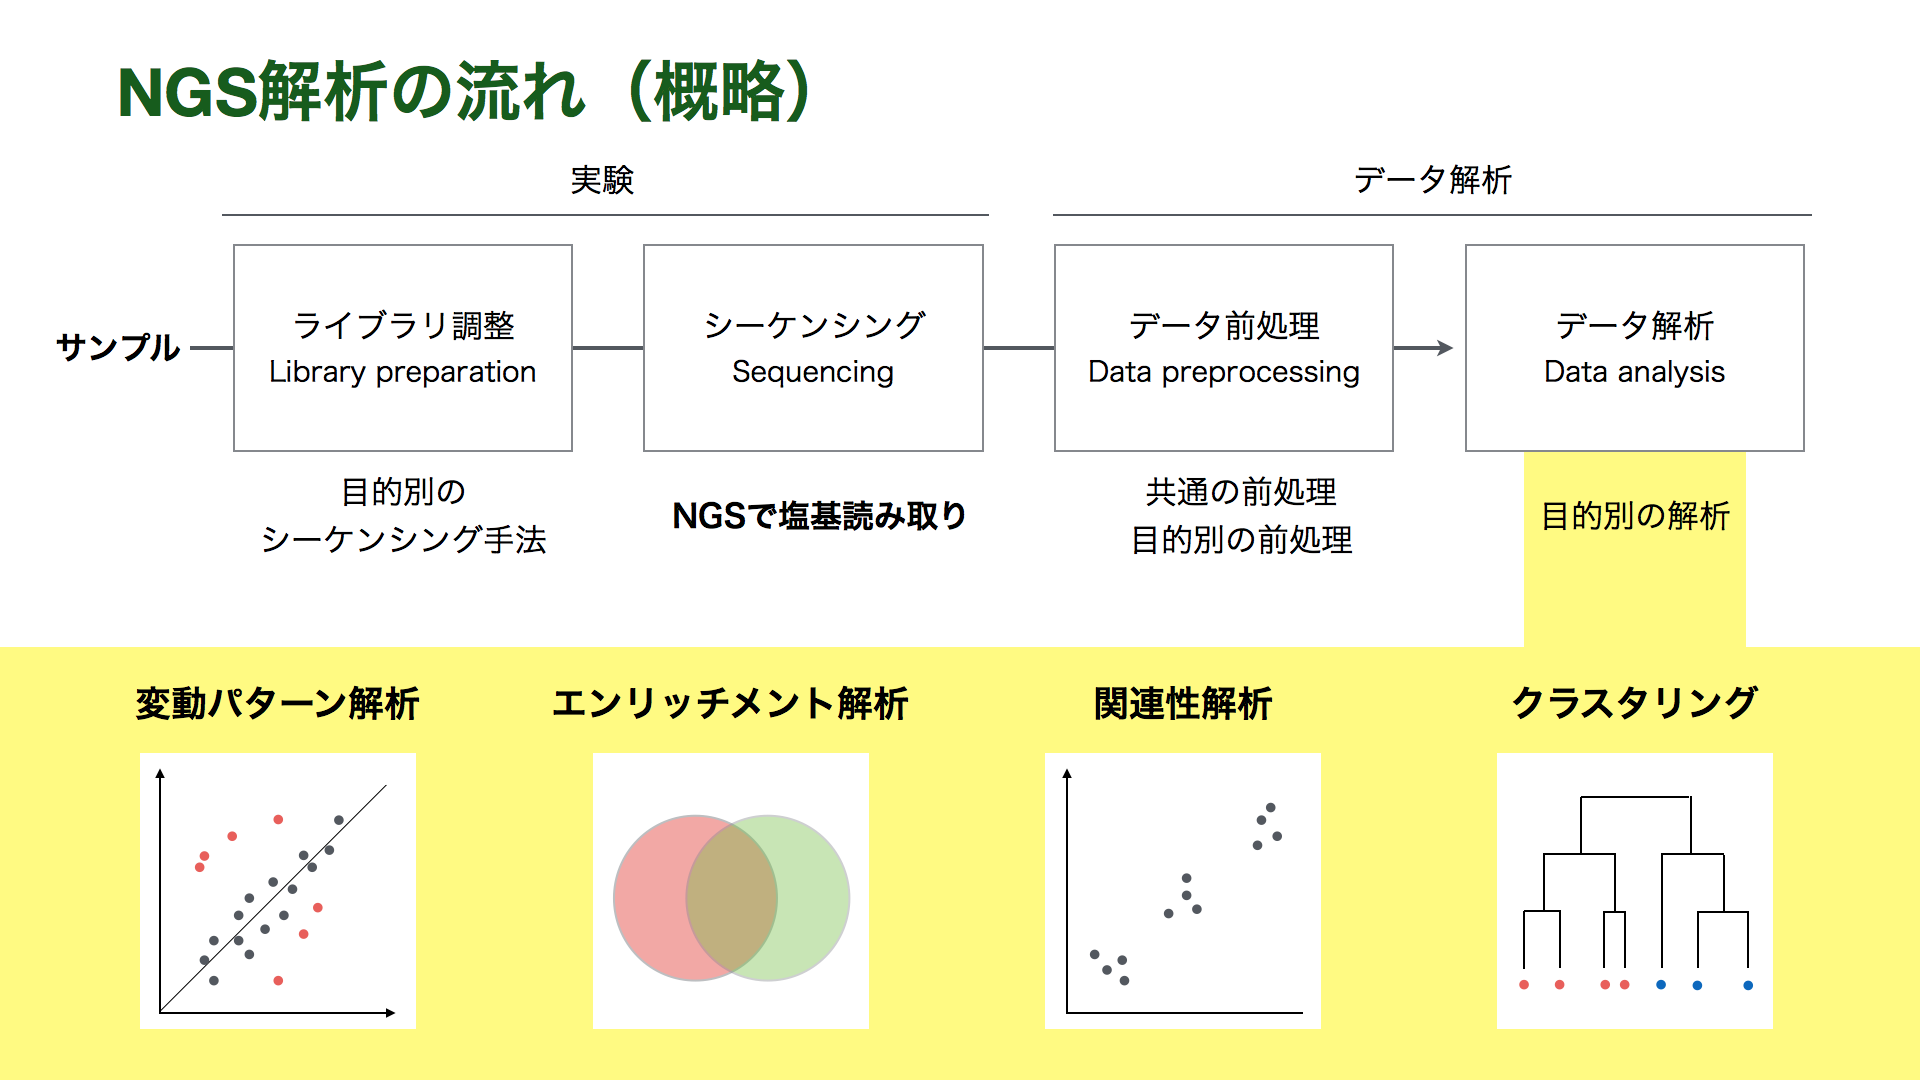 NGS解析の流れ（概略）
実験
データ解析
サンプル
ライブラリ調整
Library preparation
シーケンシング
Sequencing
データ前処理
Data preprocessing
データ解析
Data analysis
目的別の
シーケンシング手法
NGSで塩基読み取り
共通の前処理
目的別の前処理
目的別の解析
変動パターン解析
エンリッチメント解析
関連性解析
クラスタリング